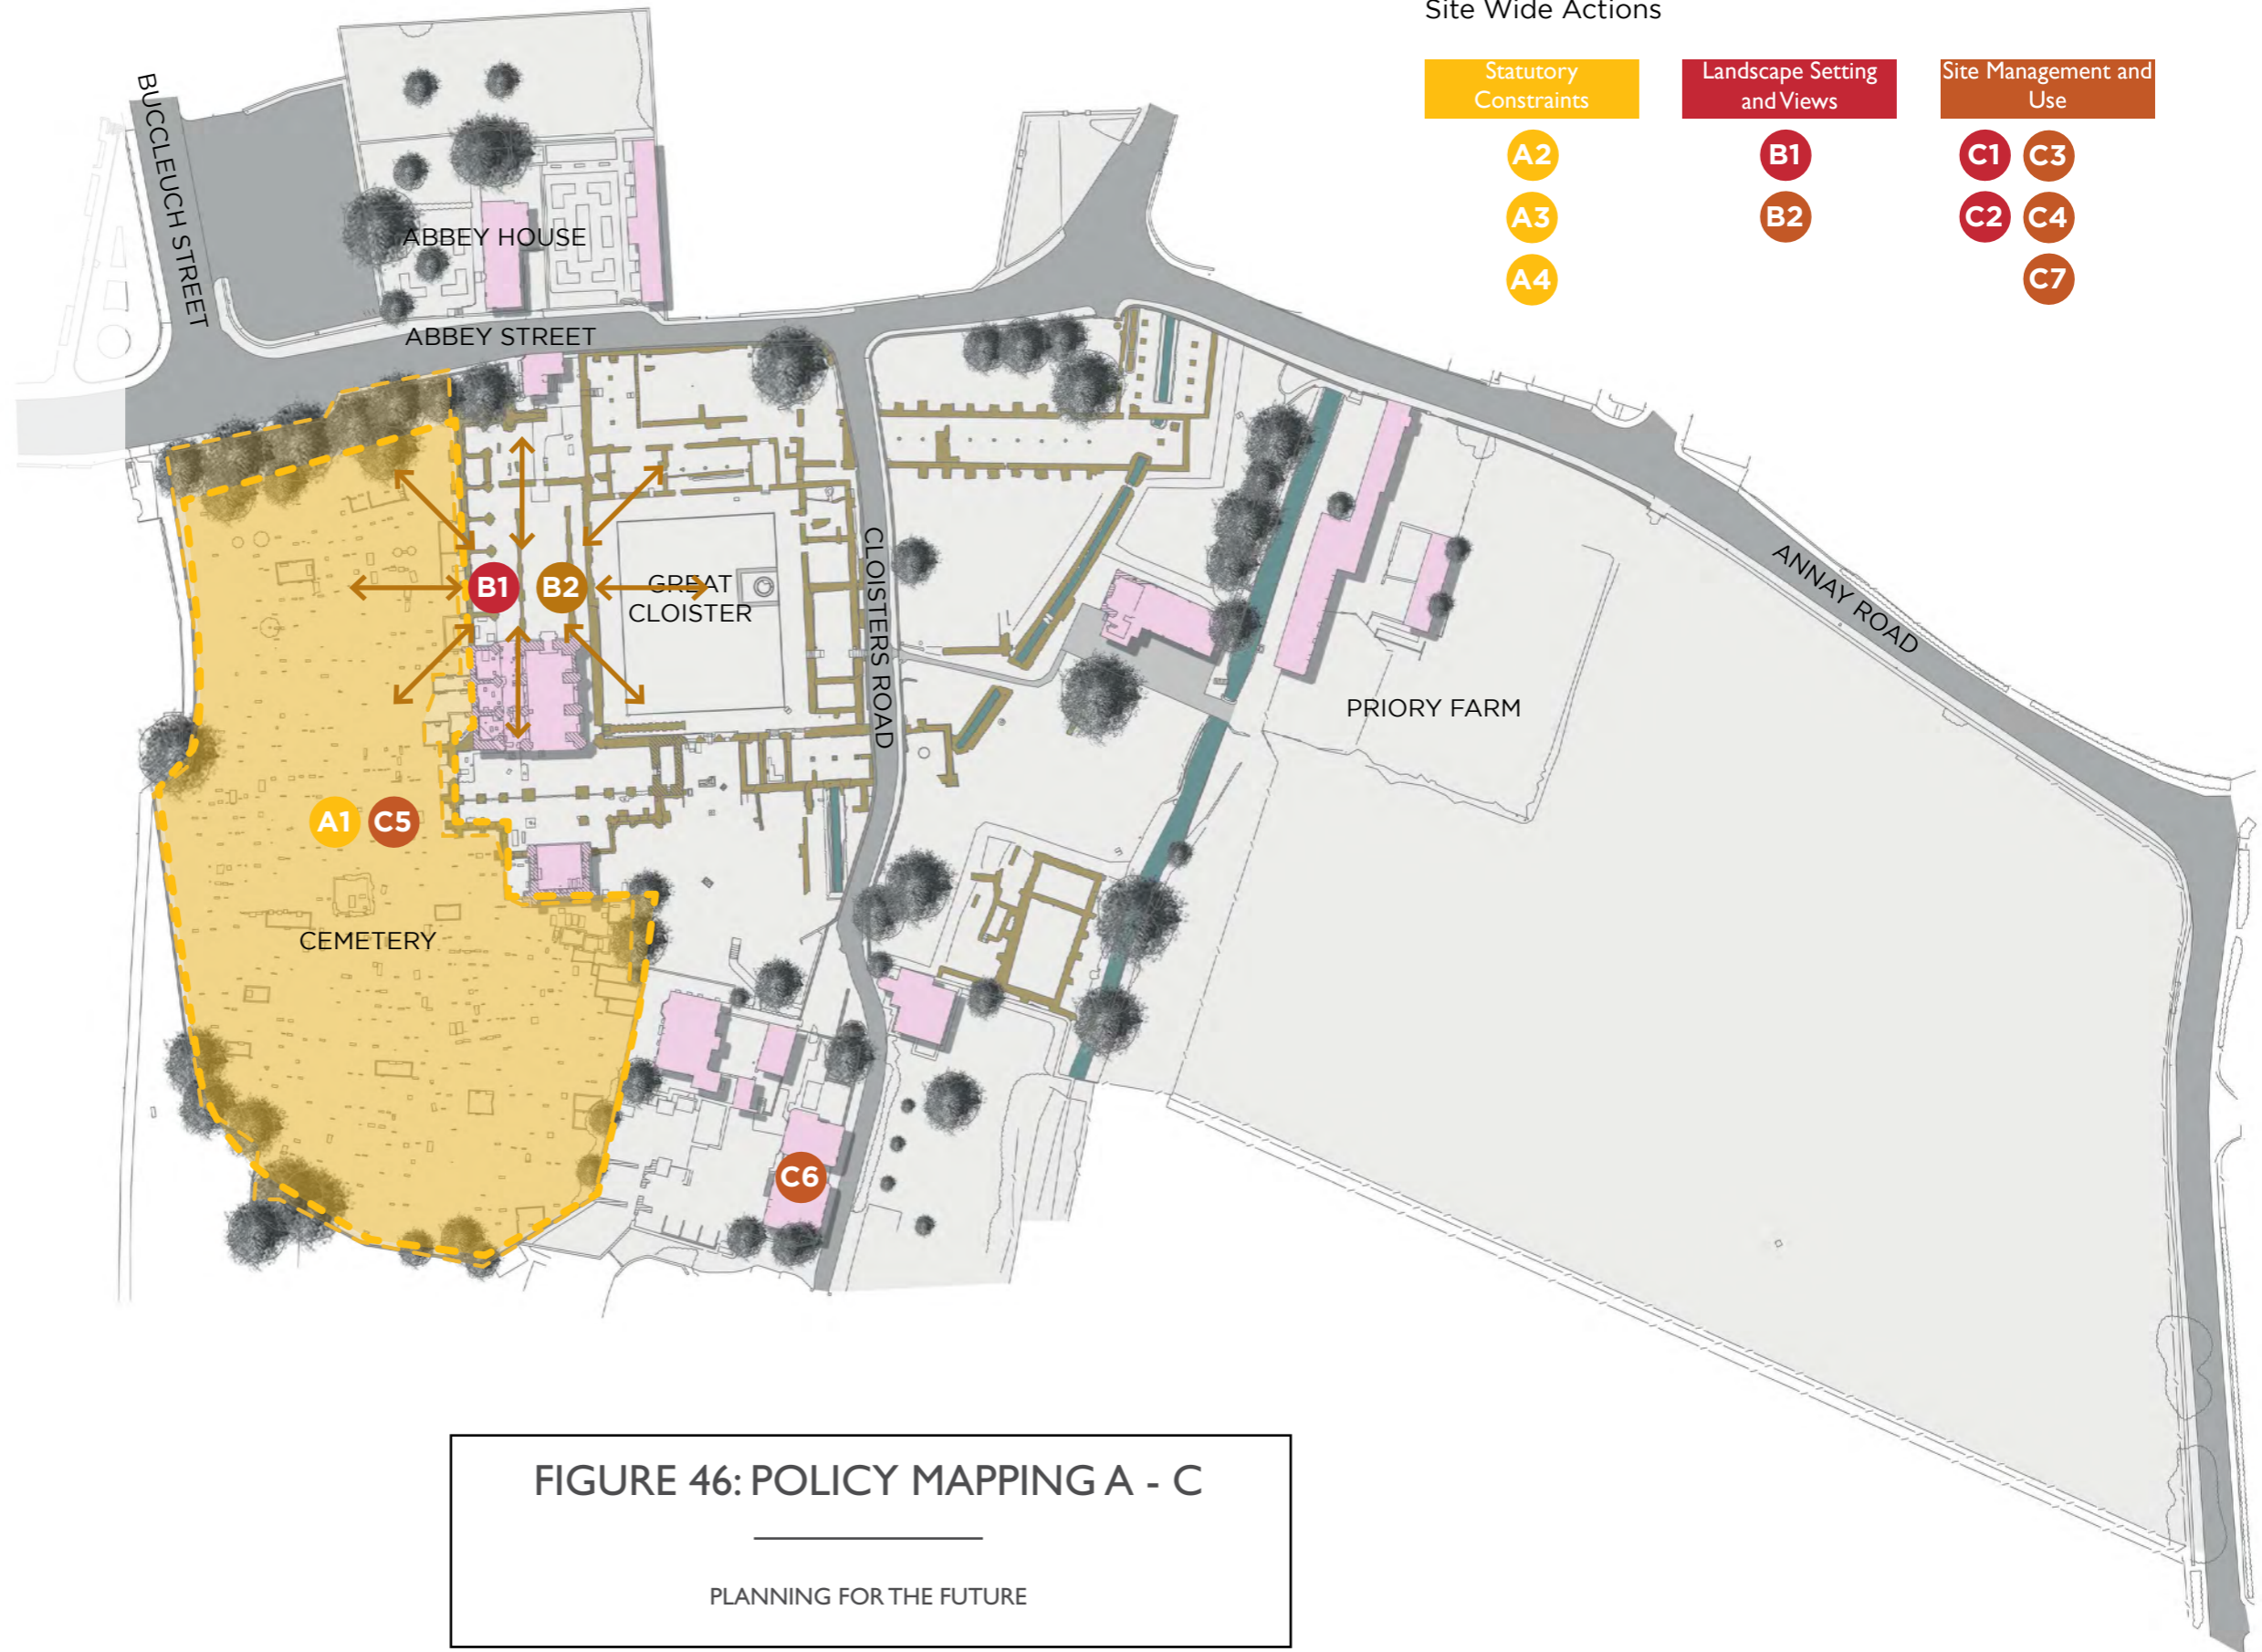 Site Wide Actions
Statutory
Constraints
Landscape Setting
and Views
Site Management and
Use
A2
B1
C1 C3
A3
B2
C2 C4
A4
C7
BUCCLEUCH STREET
ABBEY HOUSE
ABBEY STREET
CLOISTERS ROAD
ANNAY ROAD
B1 B2
GREAT
CLOISTER
PRIORY FARM
A1 C5
CEMETERY
C6
FIGURE 46: POLICY MAPPING A - C
PLANNING FOR THE FUTURE